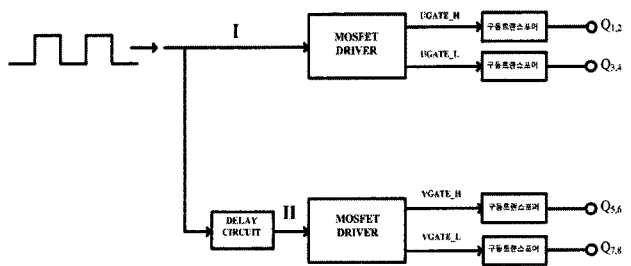 I
MOSFET
DRIVER
UGATE_H
구동트랜스포머
Q1,2
UGATE_L
구동트랜스포머
Q3,4
DELAY
CIRCUIT
II
MOSFET
DRIVER
VGATE_H
구동트랜스포머
Q5,6
VGATE_L
구동트랜스포머
Q7,8